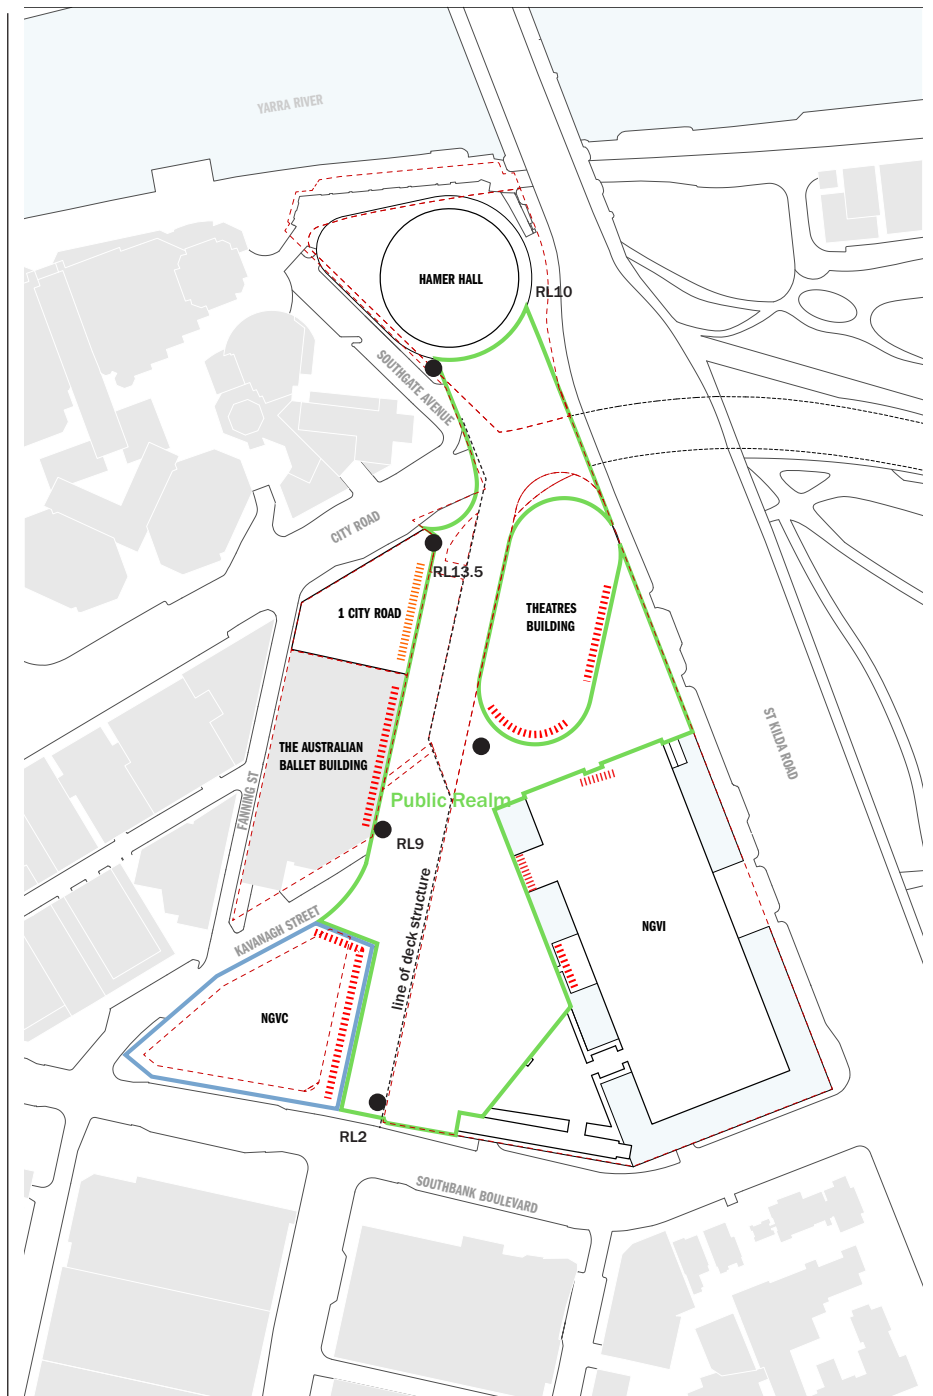 YARRA RIVER
HAMER HALL
RL10
SOUTHGATE AVENUE
CITY ROAD
RL13.5
1 CITY ROAD
THEATRES
BUILDING
ST KILDA ROAD
THE AUSTRALIAN
BALLET BUILDING
FANNING ST
Public Realm
RL9
line of deck structure
KAVANAGH STREET
NGVI
NGVC
RL2
SOUTHBANK BOULEVARD